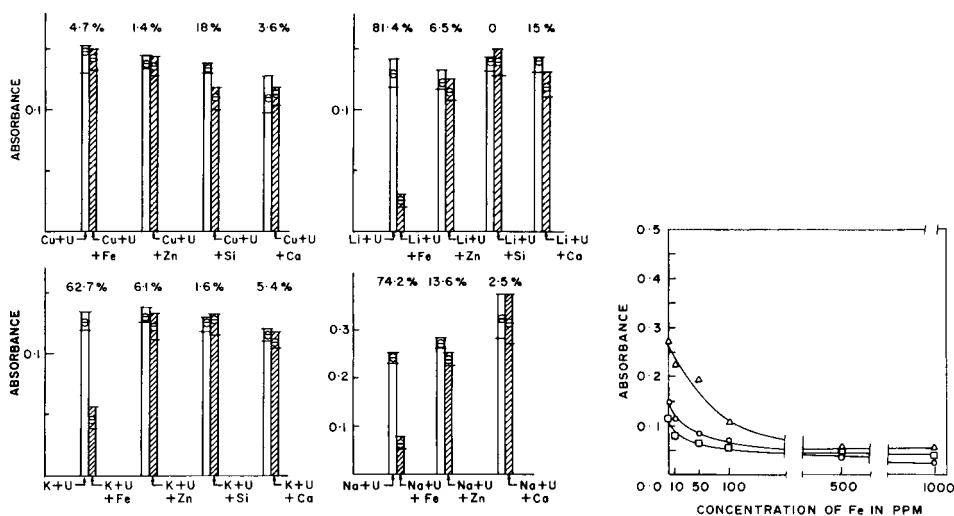 4.7%
1.4%
18%
3.6%
ABSORBANCE
0.1
Cu+U
Cu+U
Cu+U
Cu+U
Cu+U
+Fe
+Zn
+Si
+Ca
81.4%
6.5%
0
15%
0.1
Li+U
Li+U
Li+U
Li+U
Li+U
+Fe
+Zn
+Si
+Ca
62.7%
6.1%
1.6%
5.4%
ABSORBANCE
0.1
K+U
K+U
K+U
K+U
K+U
+Fe
+Zn
+Si
+Ca
74.2%
13.6%
2.5%
0.3
0.2
0.1
Na+U
Na+U
Na+U
Na+U
+Fe
+Zn
+Ca
ABSORBANCE
0.5
0.4
0.3
0.2
0.1
0.0
10
50
100
500
1000
CONCENTRATION OF Fe IN PPM